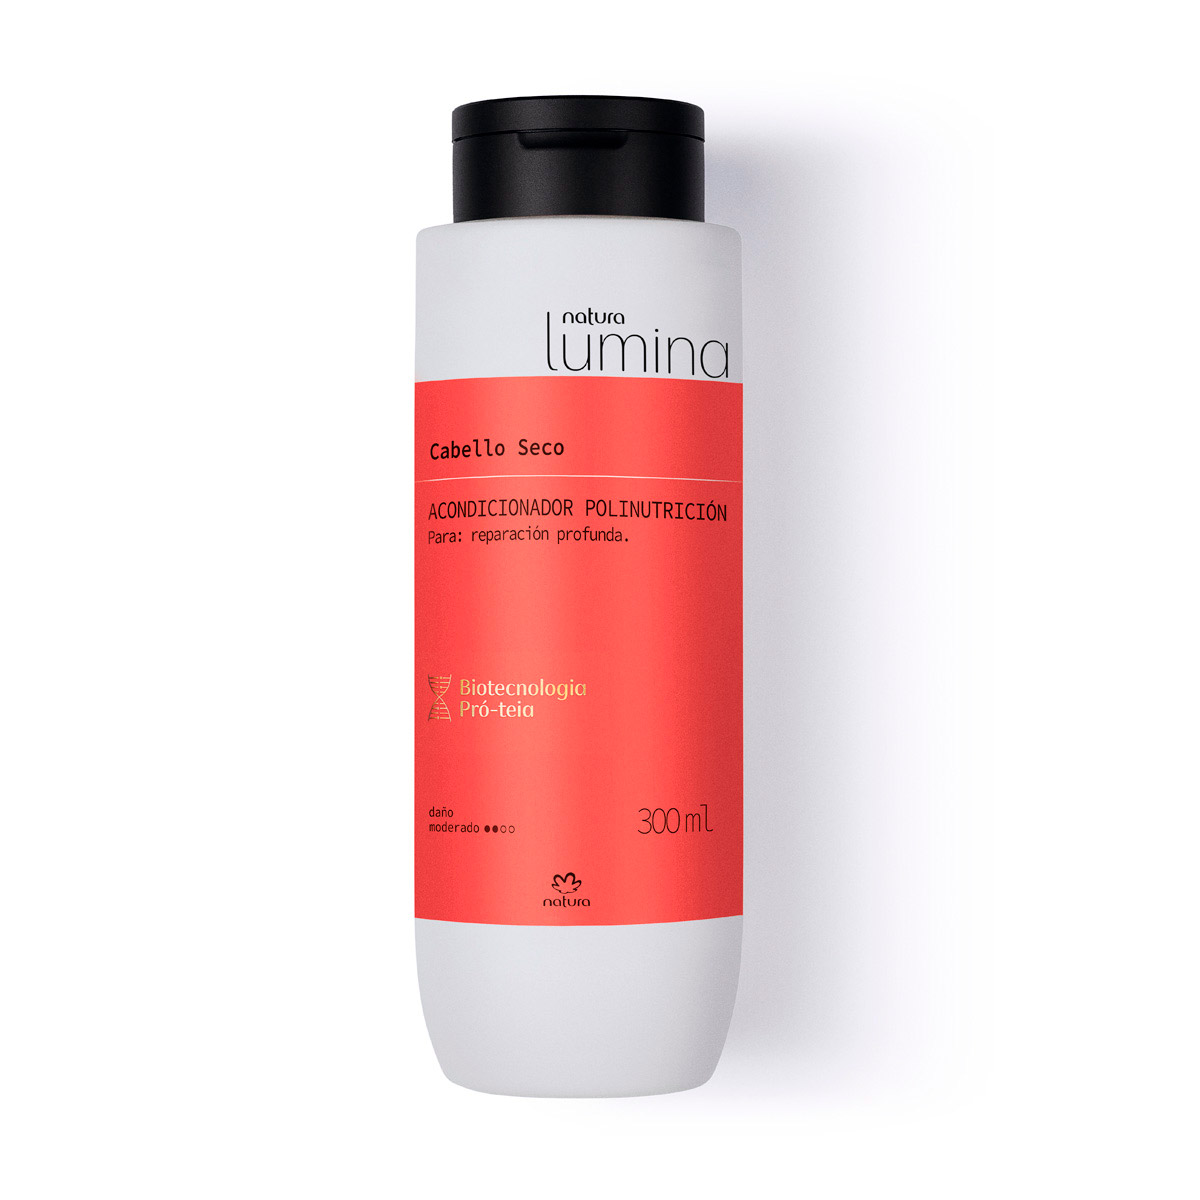 natura
lumina
Cabello Seco
ACONDICIONADOR POLINUTRICIÓN
Para: reparación profunda.
Biotecnologia
Pró-teia
daño
moderado
300 ml
natura